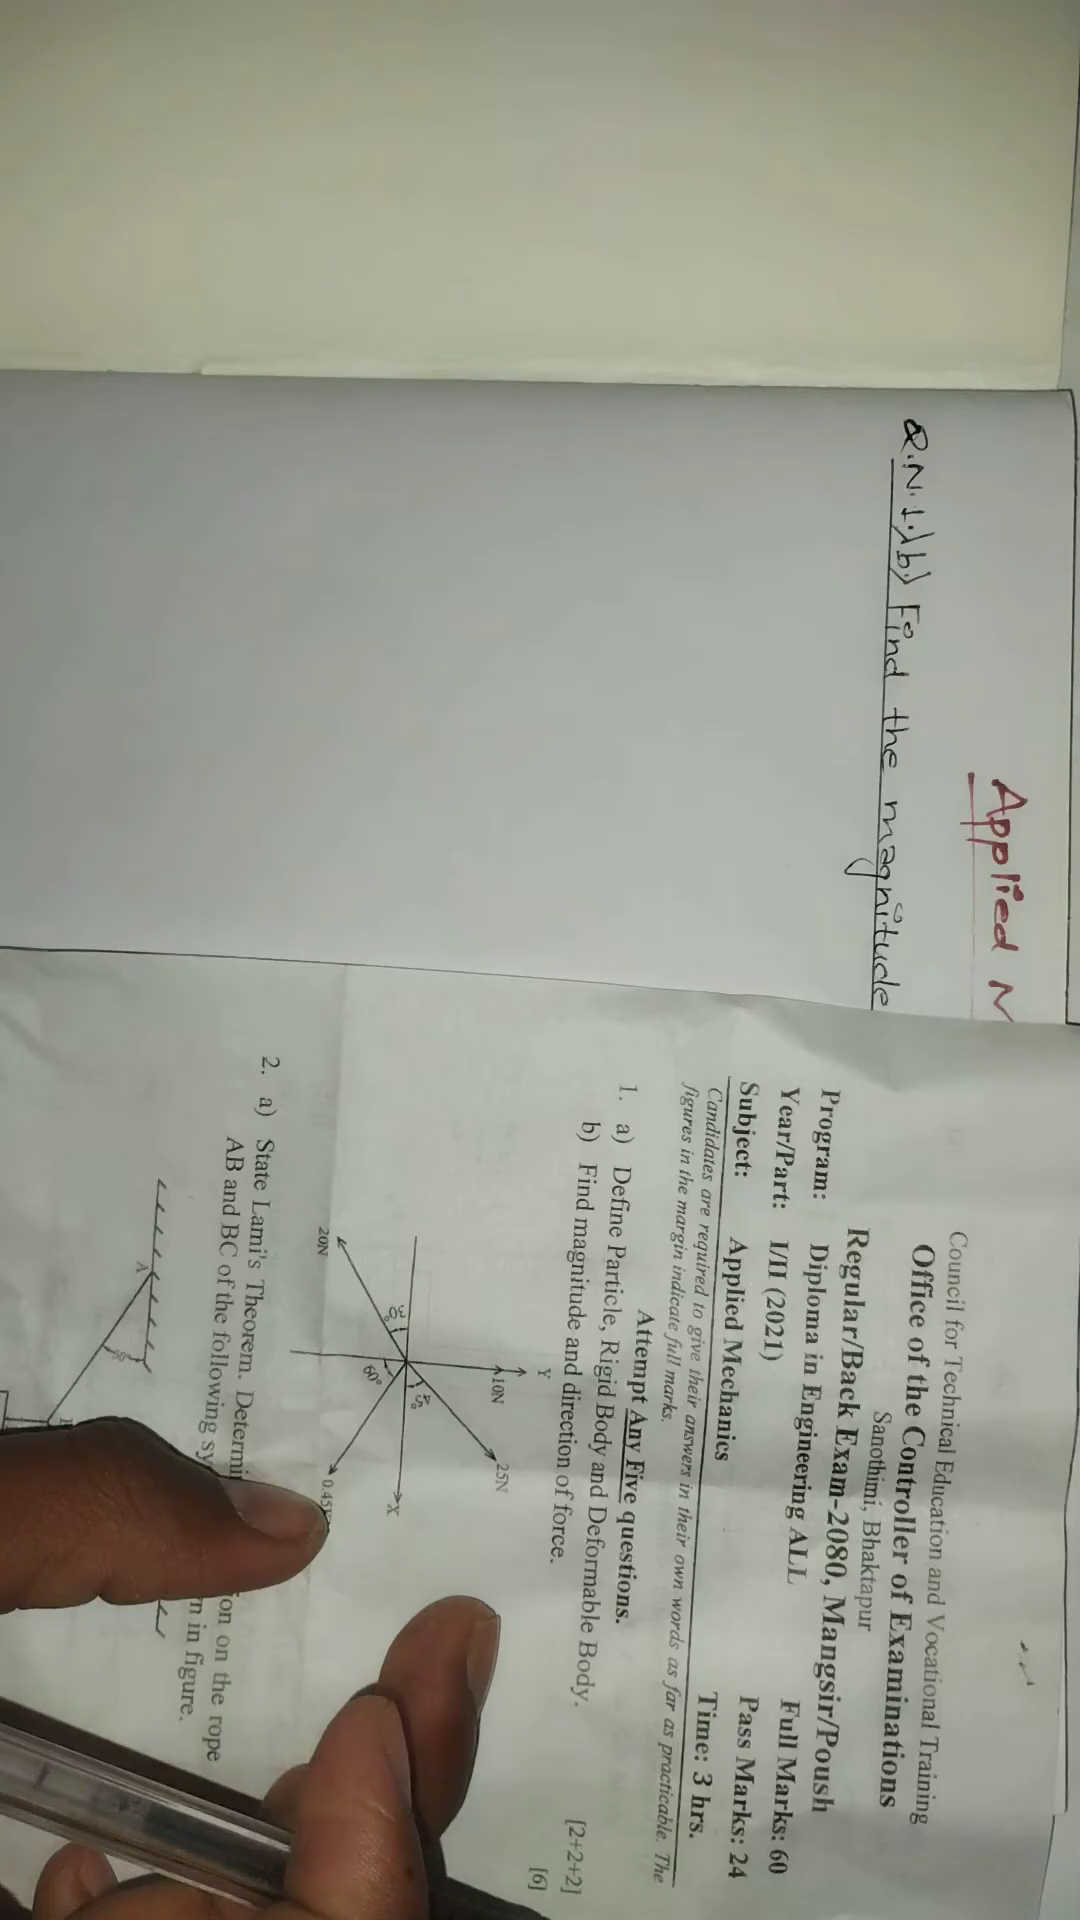 Applied
Q.N.1.) b.) Find the magnitude
Council for Technical Education and Vocational Training
Office of the Controller of Examinations
Sanothimi, Bhaktapur
Regular/Back Exam-2080, Mangsir/Poush
Program: Diploma in Engineering ALL Full Marks: 60
Year/Part: I/II (2021) Pass Marks: 24
Subject: Applied Mechanics Time: 3 hrs.
Candidates are required to give their answers in their own words as far as practicable. The
figures in the margin indicate full marks.
Attempt Any Five questions.
1. a) Define Particle, Rigid Body and Deformable Body. [2+2+2]
b) Find magnitude and direction of force. [6]
Y
10N
25N
45°
X
30°
60°
20N
2. a) State Lami's Theorem. on the rope
AB and BC of the following in figure.
A